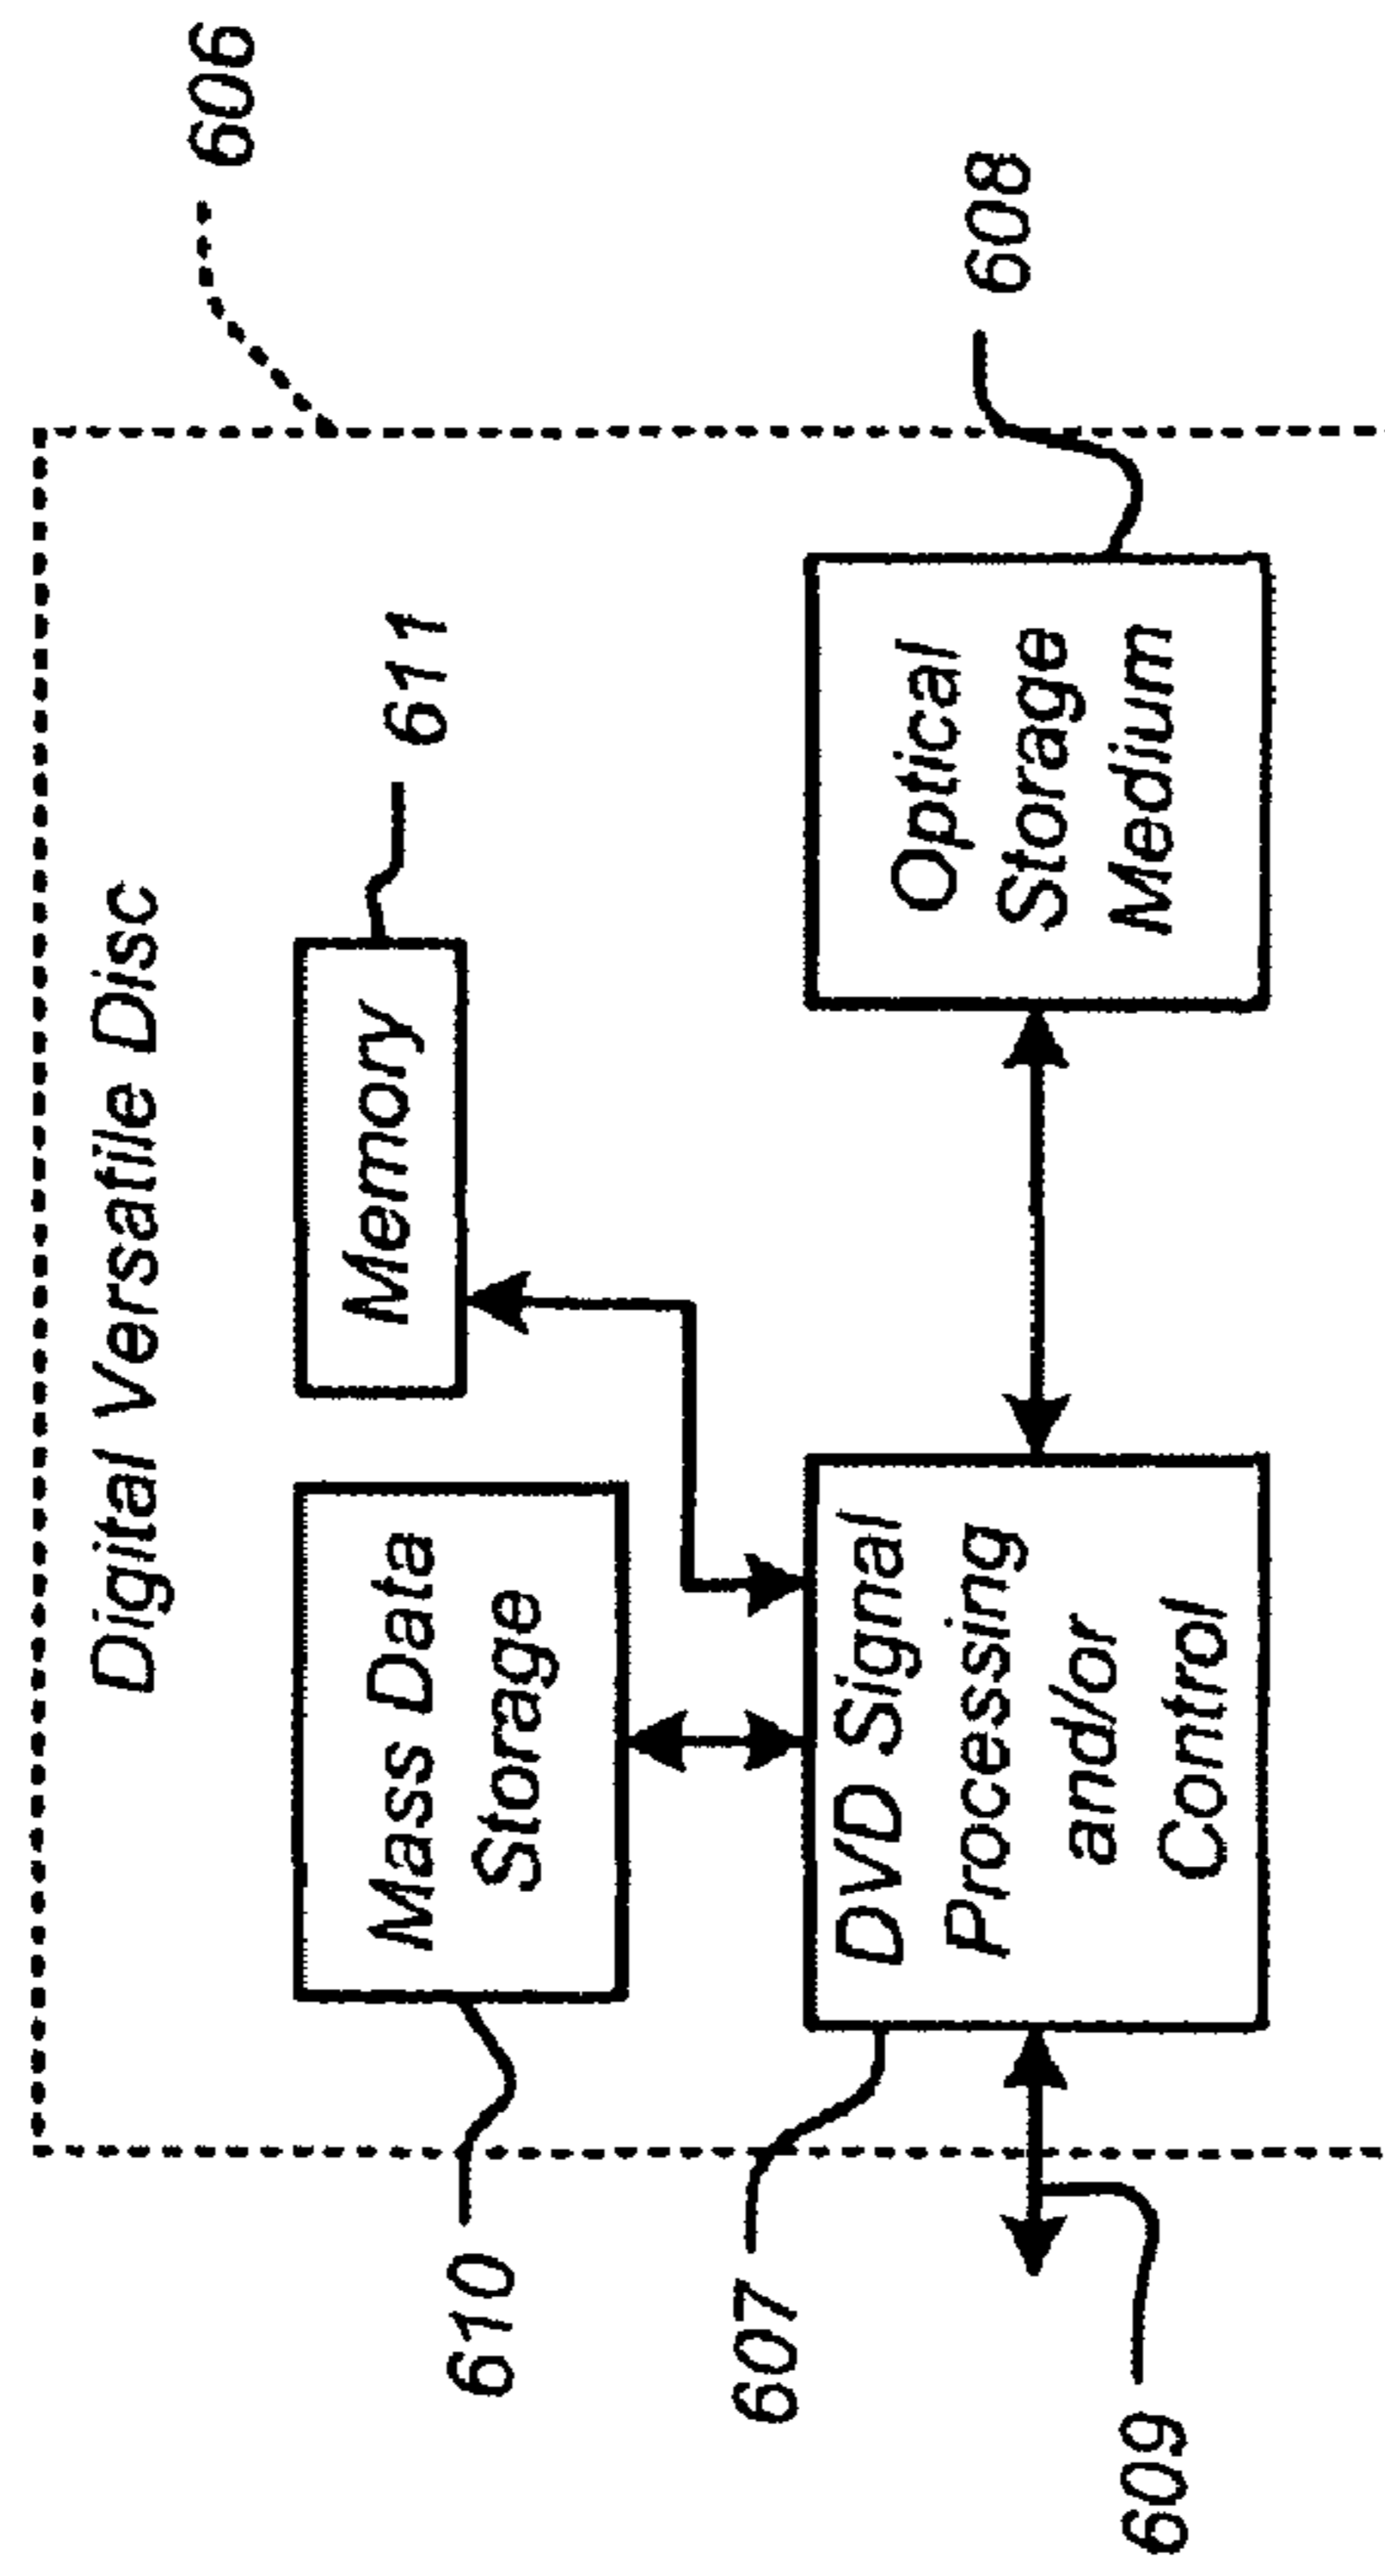 Digital Versatile Disc
606
610
Mass Data
Storage
Memory
611
607
DVD Signal
Processing
and/or
Control
Optical
Storage
Medium
608
609